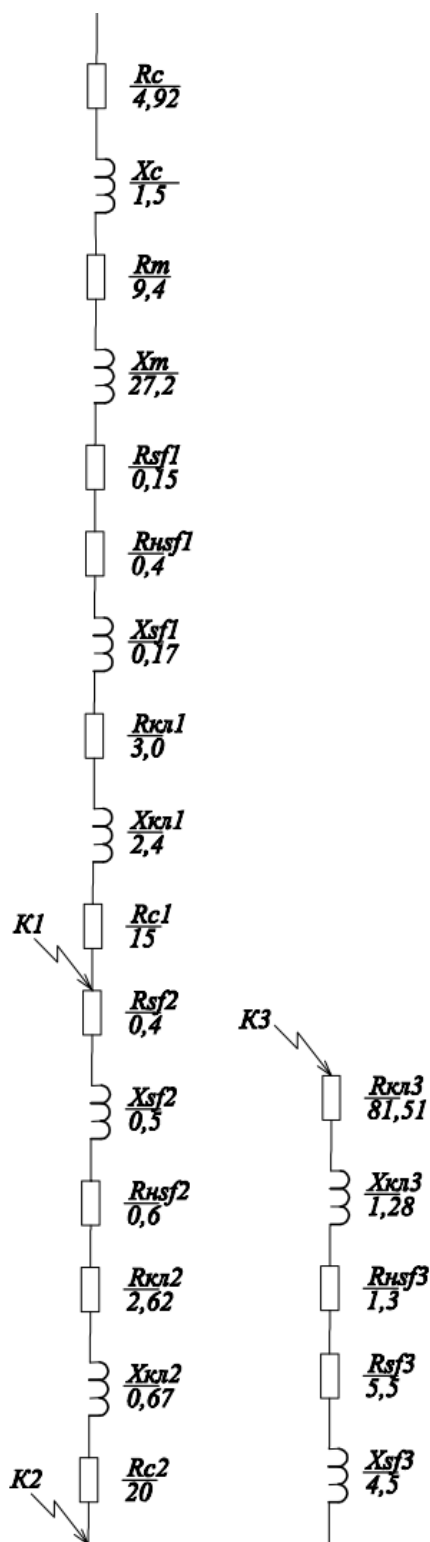 Rc
4,92
Xc
1,5
Rm
9,4
Xm
27,2
Rsf1
0,15
Rнsf1
0,4
Xsf1
0,17
Rкл1
3,0
Xкл1
2,4
Rc1
15
K1
Rsf2
0,4
Xsf2
0,5
Rнsf2
0,6
Rкл2
2,62
Xкл2
0,67
Rc2
20
K2
K3
Rкл3
81,51
Xкл3
1,28
Rнsf3
1,3
Rsf3
5,5
Xsf3
4,5